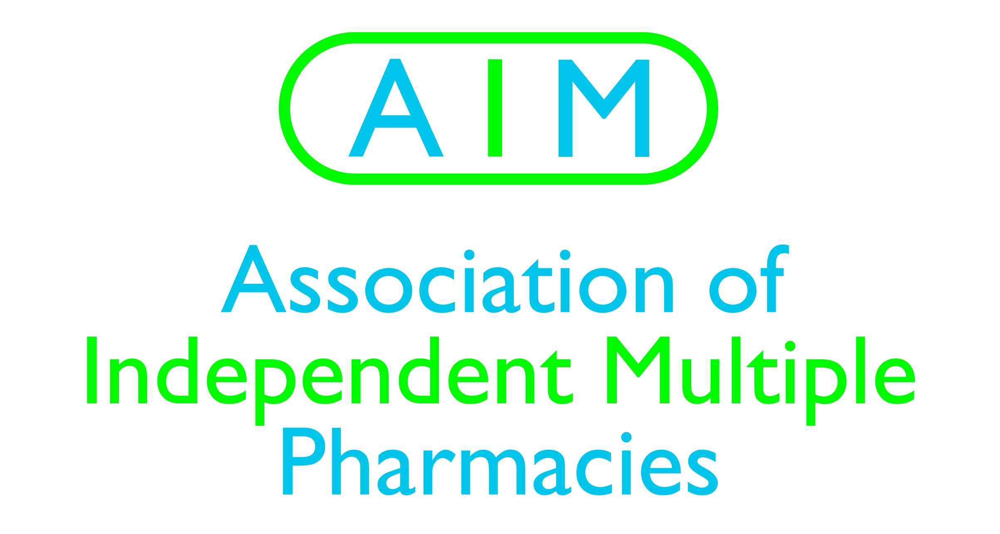 AIM
Association of
Independent Multiple
Pharmacies